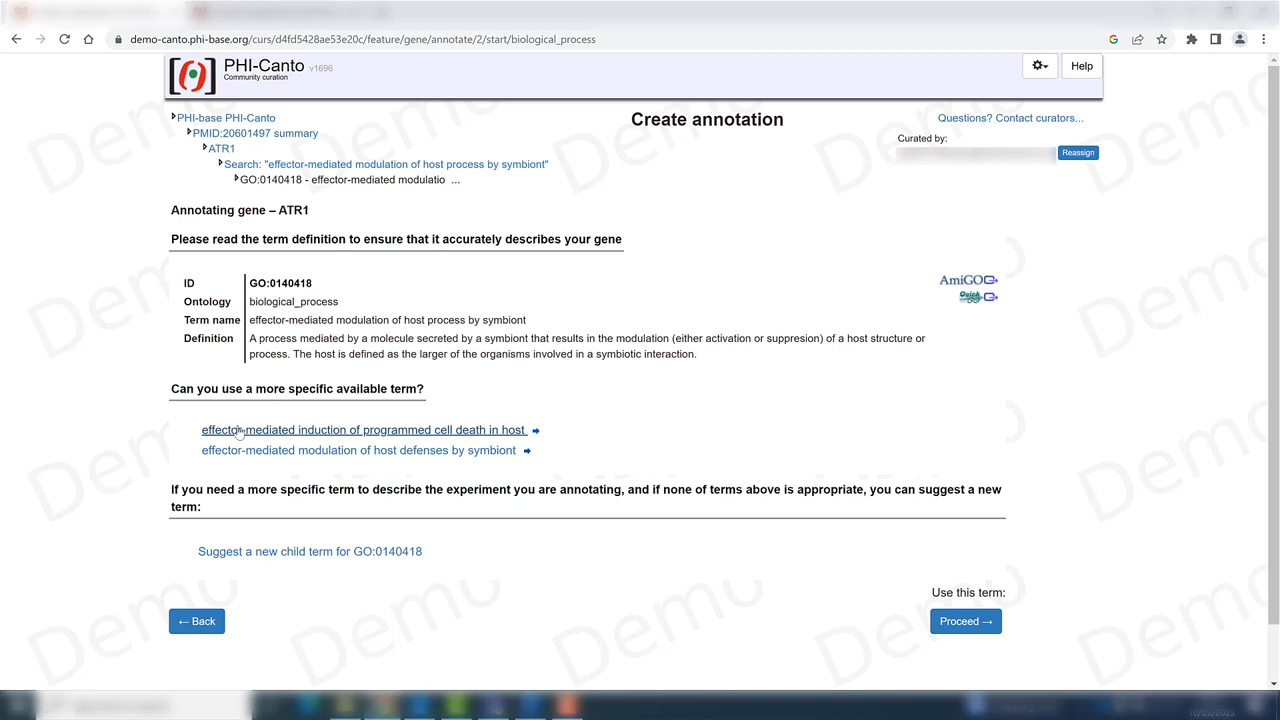 demo-canto.phi-base.org/curs/d4fd5428ae53e20c/feature/gene/annotate/2/start/biological_process
PHI-Canto v1696
Community curation
Help
PHI-base PHI-Canto
Create annotation
Questions? Contact curators...
PMID:20601497 summary
Curated by:
ATR1
Reassign
Search: "effector-mediated modulation of host process by symbiont"
GO:0140418 - effector-mediated modulatio ...
Annotating gene – ATR1
Please read the term definition to ensure that it accurately describes your gene
ID GO:0140418
AmiGO
Ontology biological_process
Quick
Term name effector-mediated modulation of host process by symbiont
Definition A process mediated by a molecule secreted by a symbiont that results in the modulation (either activation or suppresion) of a host structure or
process. The host is defined as the larger of the organisms involved in a symbiotic interaction.
Can you use a more specific available term?
effector-mediated induction of programmed cell death in host
effector-mediated modulation of host defenses by symbiont
If you need a more specific term to describe the experiment you are annotating, and if none of terms above is appropriate, you can suggest a new
term:
Suggest a new child term for GO:0140418
Use this term:
← Back
Proceed →
Demo